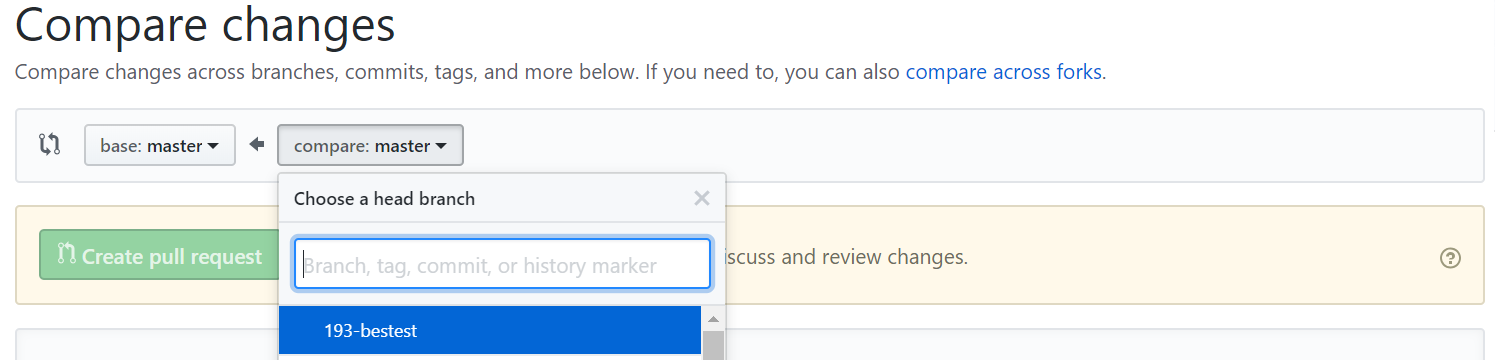 Compare changes
Compare changes across branches, commits, tags, and more below. If you need to, you can also compare across forks.
base: master compare: master
Choose a head branch
Create pull request
Branch, tag, commit, or history marker
and review changes.
193-bestest